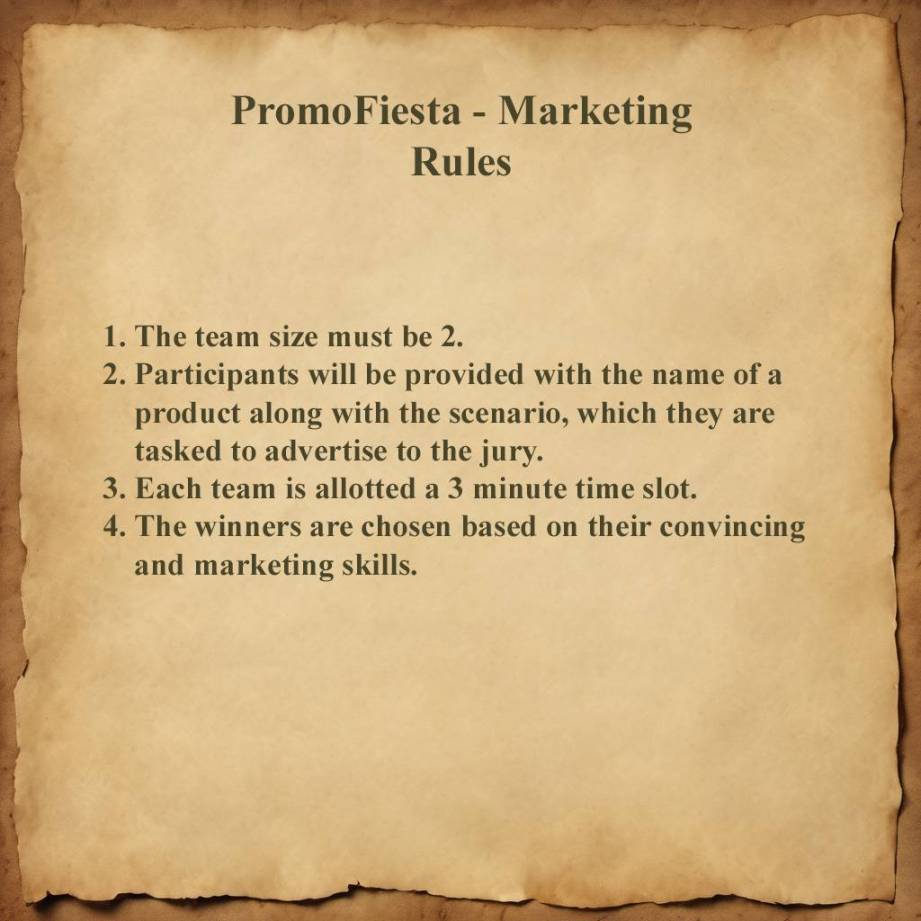 PromoFiesta - Marketing
Rules
1. The team size must be 2.
2. Participants will be provided with the name of a
product along with the scenario, which they are
tasked to advertise to the jury.
3. Each team is allotted a 3 minute time slot.
4. The winners are chosen based on their convincing
and marketing skills.